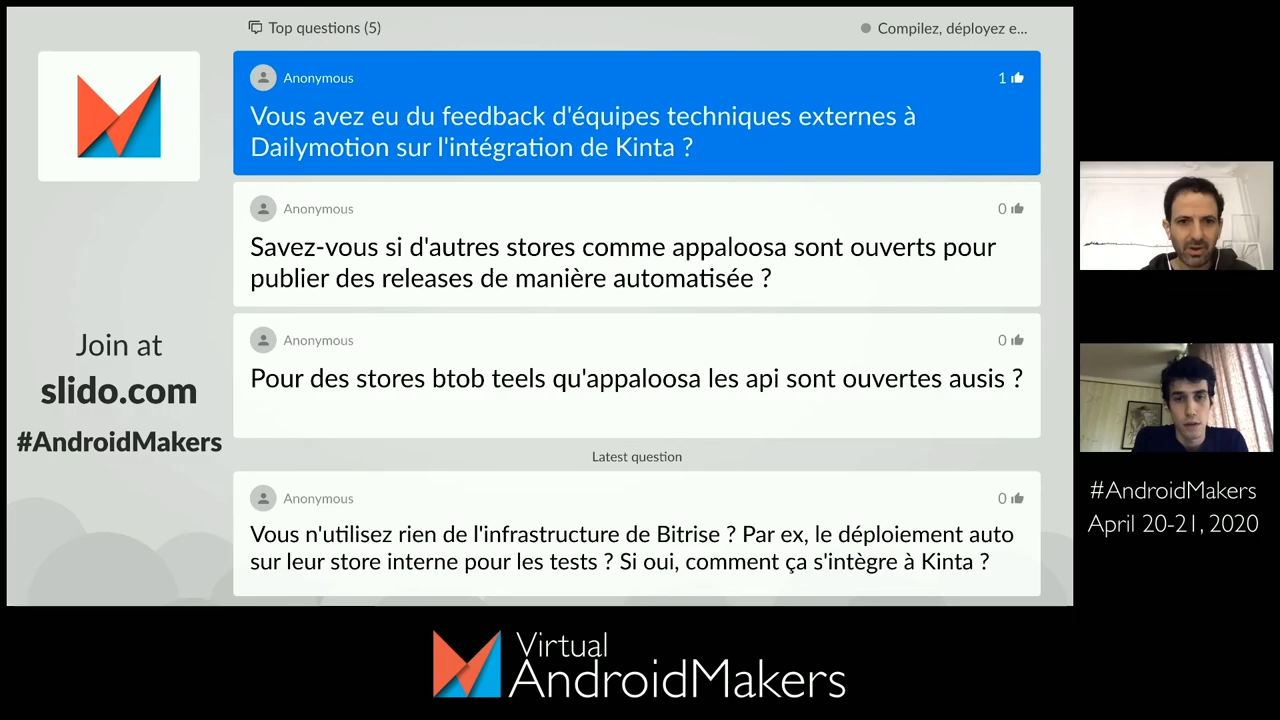 Top questions (5)
Compilez, déployez e...
Anonymous
1
Vous avez eu du feedback d'équipes techniques externes à
Dailymotion sur l'intégration de Kinta ?
Anonymous
0
Savez-vous si d'autres stores comme appaloosa sont ouverts pour
publier des releases de manière automatisée ?
Anonymous
0
Pour des stores btob teels qu'appaloosa les api sont ouvertes ausis ?
Latest question
Anonymous
0
Vous n'utilisez rien de l'infrastructure de Bitrise ? Par ex, le déploiement auto
sur leur store interne pour les tests ? Si oui, comment ça s'intègre à Kinta ?
Join at
slido.com
#AndroidMakers
#AndroidMakers
April 20-21, 2020
Virtual
AndroidMakers